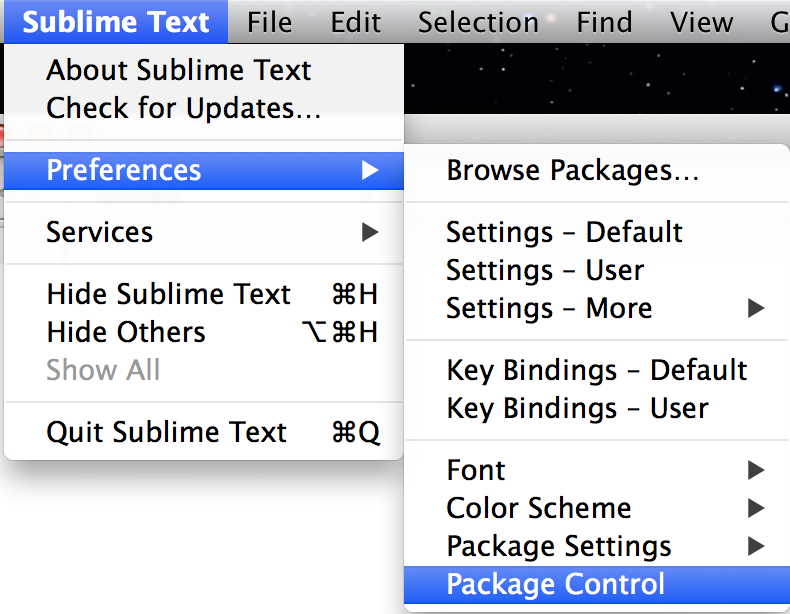 Sublime Text File Edit Selection Find View
About Sublime Text
Check for Updates...
Preferences
Services
Hide Sublime Text ⌘H
Hide Others ⌥⌘H
Show All
Quit Sublime Text ⌘Q
Browse Packages...
Settings – Default
Settings – User
Settings – More
Key Bindings – Default
Key Bindings – User
Font
Color Scheme
Package Settings
Package Control